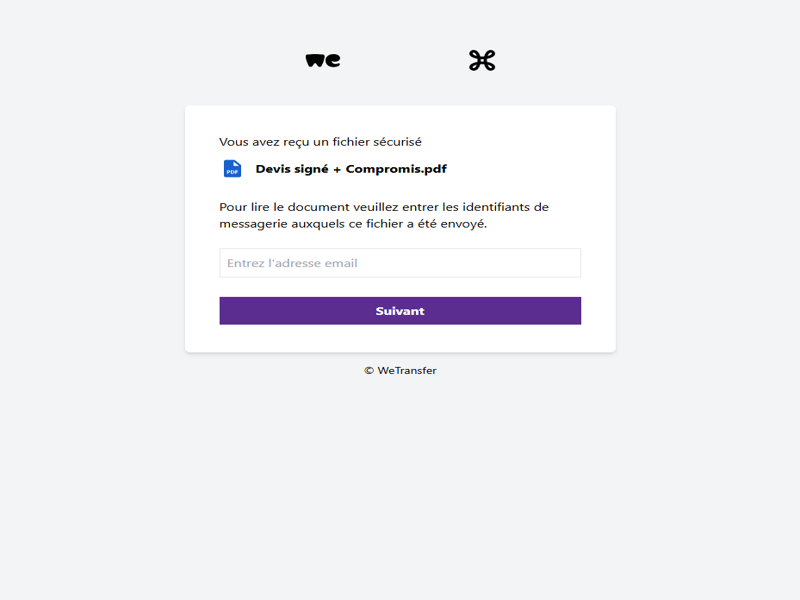 we
Vous avez reçu un fichier sécurisé
PDF
Devis signé + Compromis.pdf
Pour lire le document veuillez entrer les identifiants de
messagerie auxquels ce fichier a été envoyé.
Entrez l'adresse email
Suivant
© WeTransfer